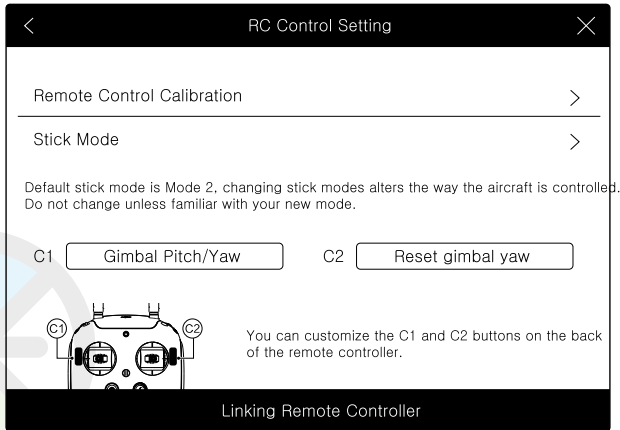 RC Control Setting
Remote Control Calibration
Stick Mode
Default stick mode is Mode 2, changing stick modes alters the way the aircraft is controlled.
Do not change unless familiar with your new mode.
C1 Gimbal Pitch/Yaw C2 Reset gimbal yaw
C1 C2
You can customize the C1 and C2 buttons on the back
of the remote controller.
Linking Remote Controller